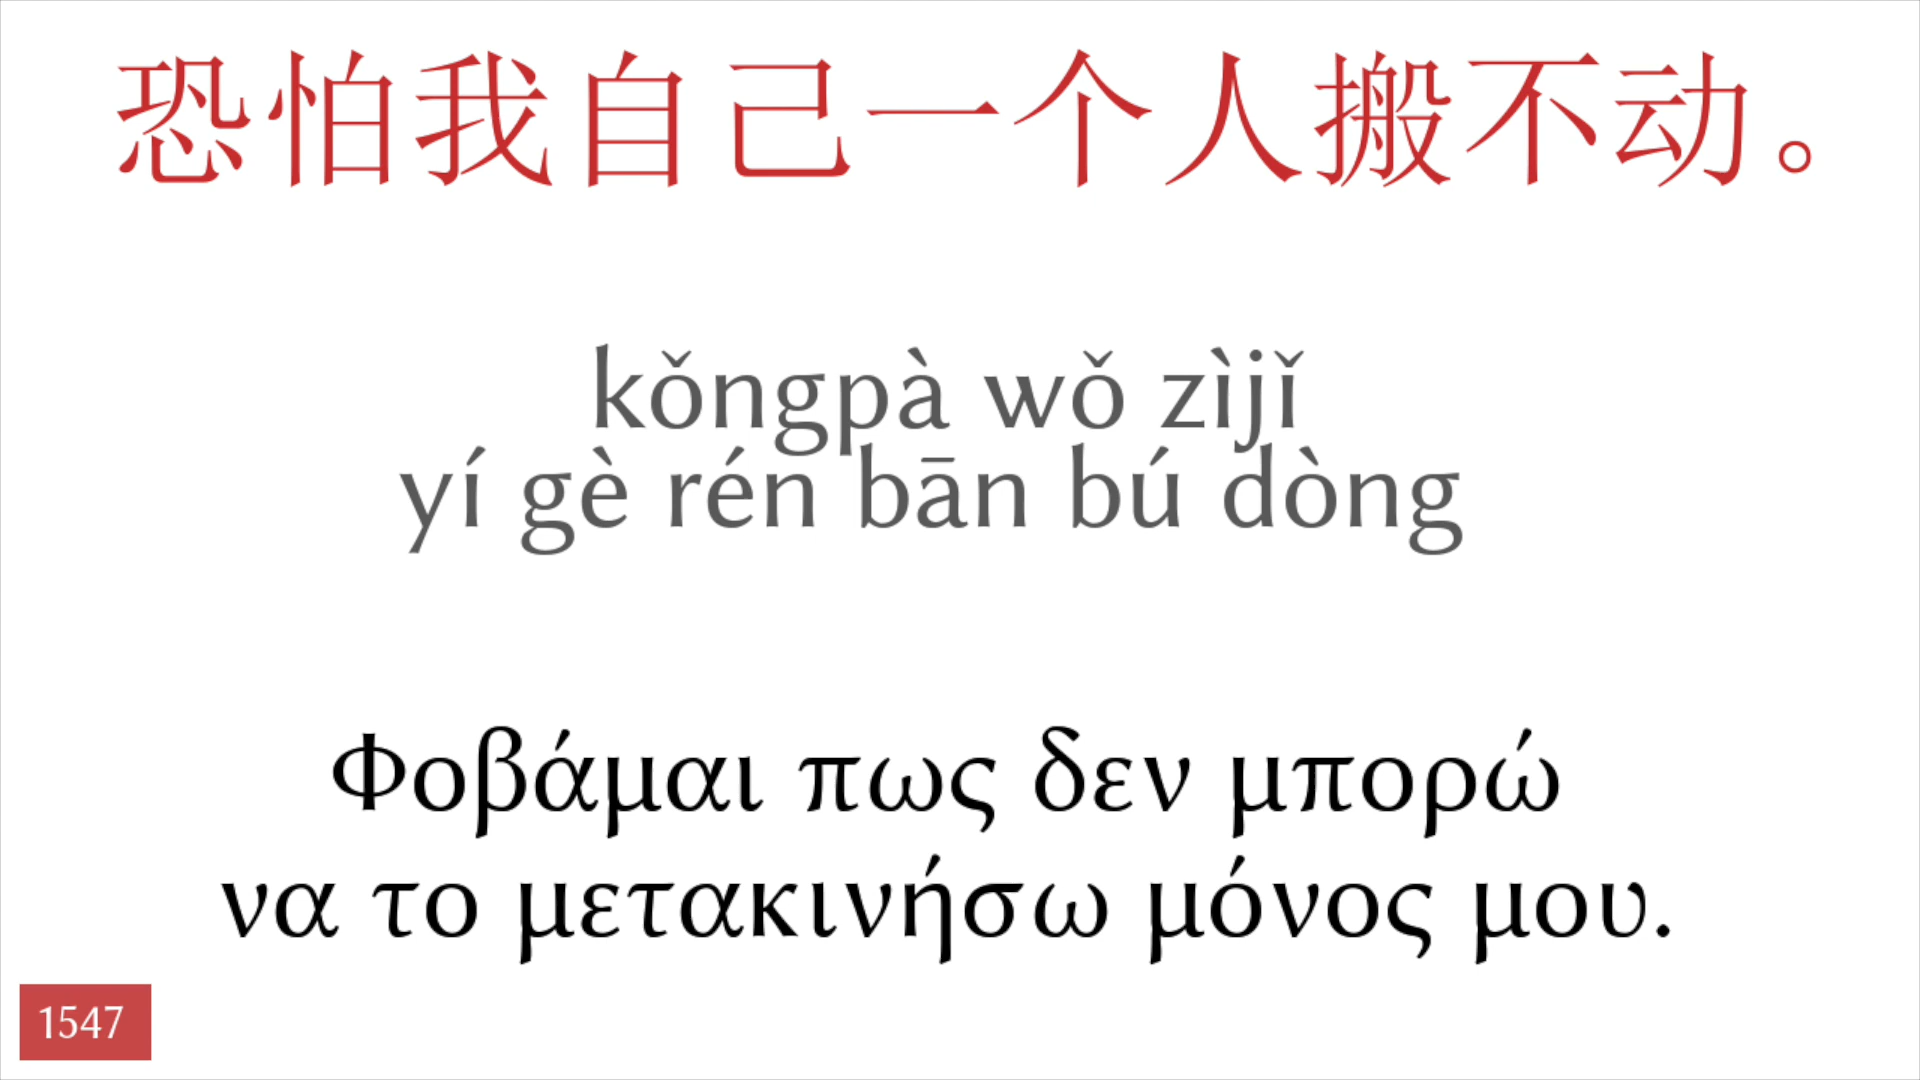 恐怕我自己一个人搬不动。
kǒngpà wǒ zìjǐ
yí gè rén bān bú dòng
Φοβάμαι πως δεν μπορώ
να το μετακινήσω μόνος μου.
1547